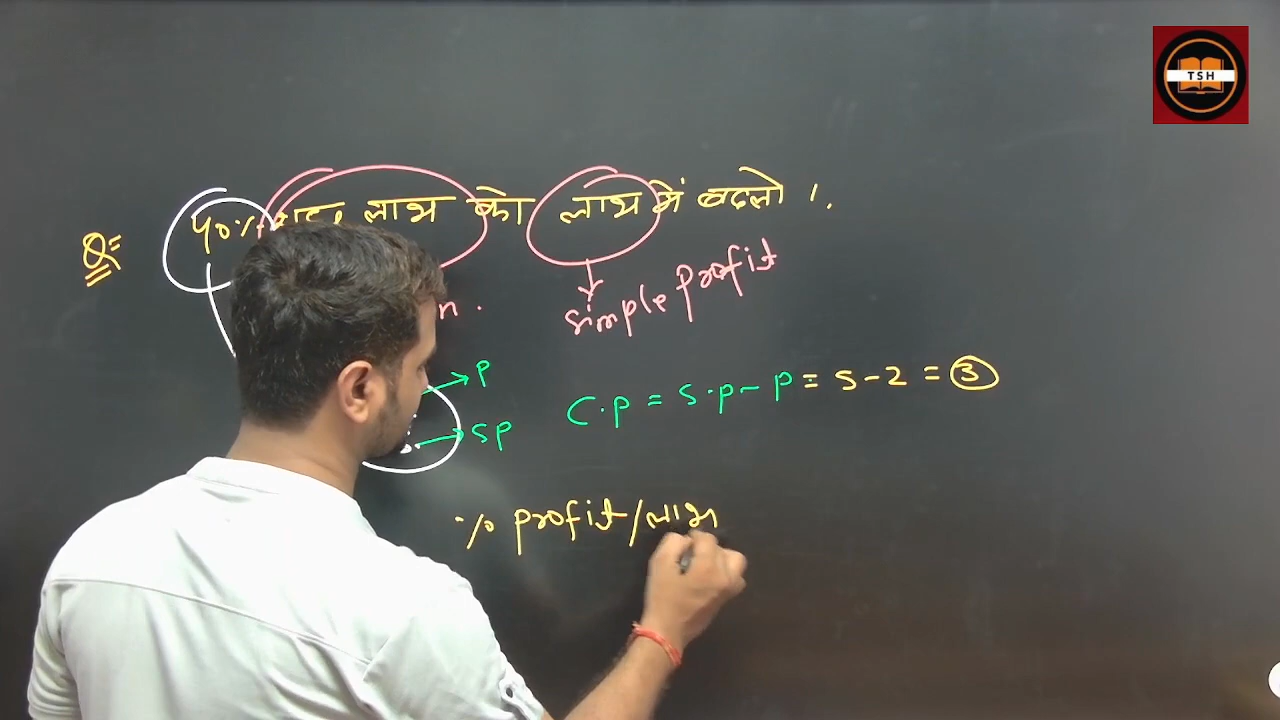 TSH
Q= 40% लाभ को लाभ में बदलो ।.
n .
simple profit
P
C.P = S.P - P = 5 - 2 = 3
SP
% profit/लाभ